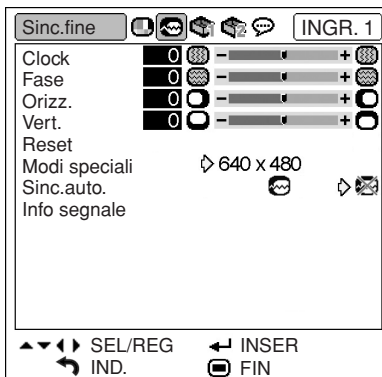 Sinc.fine INGR. 1
Clock 0 - +
Fase 0 - +
Orizz. 0 - +
Vert. 0 - +
Reset
Modi speciali 640 x 480
Sinc.auto.
Info segnale
SEL/REG INSER
IND. FIN